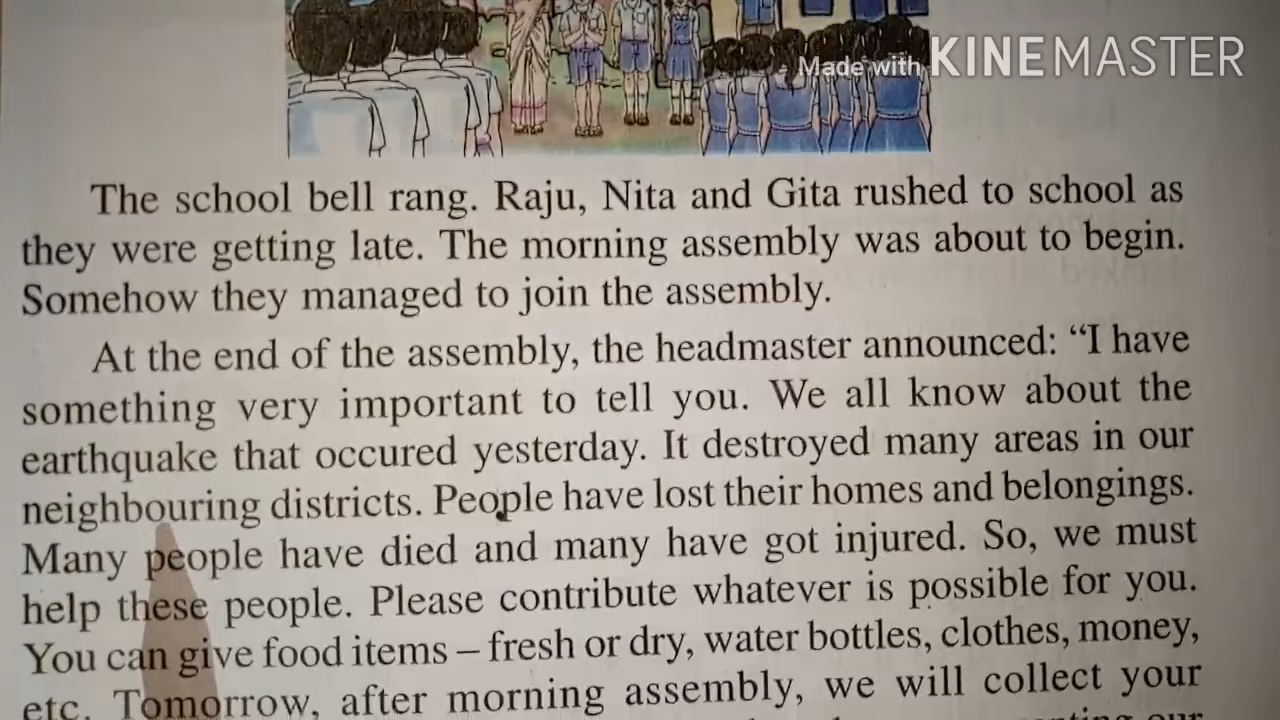 Made with KINEMASTER
The school bell rang. Raju, Nita and Gita rushed to school as
they were getting late. The morning assembly was about to begin.
Somehow they managed to join the assembly.
At the end of the assembly, the headmaster announced: “I have
something very important to tell you. We all know about the
earthquake that occured yesterday. It destroyed many areas in our
neighbouring districts. People have lost their homes and belongings.
Many people have died and many have got injured. So, we must
help these people. Please contribute whatever is possible for you.
You can give food items – fresh or dry, water bottles, clothes, money,
etc. Tomorrow, after morning assembly, we will collect your
our